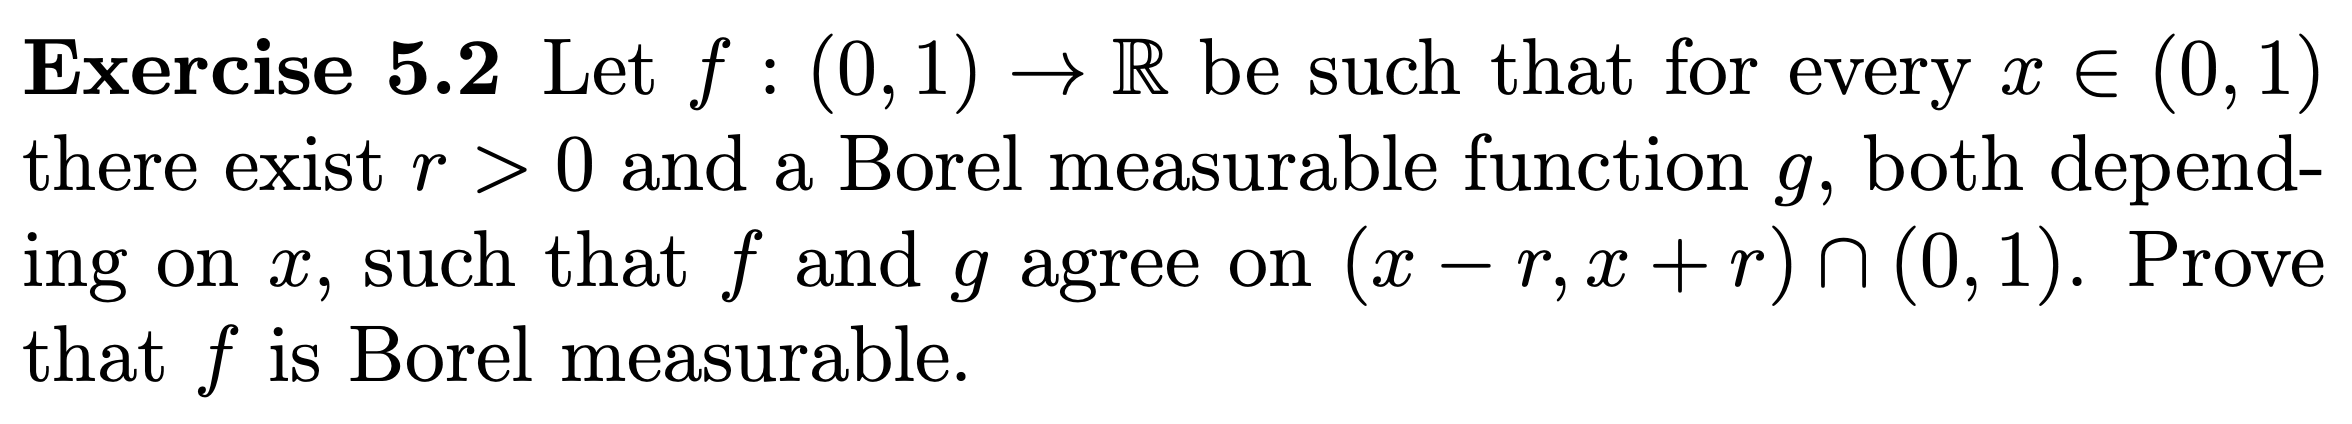 Exercise 5.2 Let f : (0, 1) → ℝ be such that for every x ∈ (0, 1)
there exist r > 0 and a Borel measurable function g, both depend-
ing on x, such that f and g agree on (x − r, x + r) ∩ (0, 1). Prove
that f is Borel measurable.